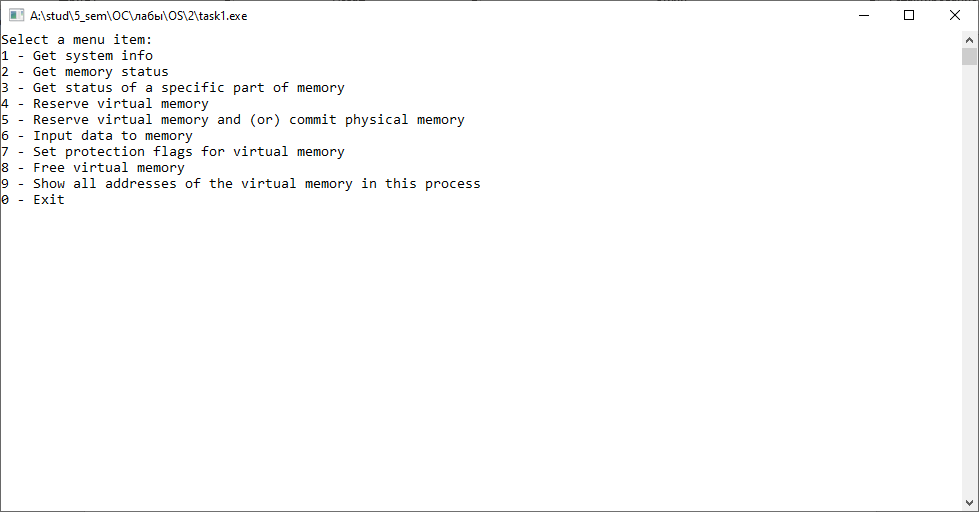 A:\stud\5_sem\ОС\лабы\OS\2\task1.exe
Select a menu item:
1 - Get system info
2 - Get memory status
3 - Get status of a specific part of memory
4 - Reserve virtual memory
5 - Reserve virtual memory and (or) commit physical memory
6 - Input data to memory
7 - Set protection flags for virtual memory
8 - Free virtual memory
9 - Show all addresses of the virtual memory in this process
0 - Exit